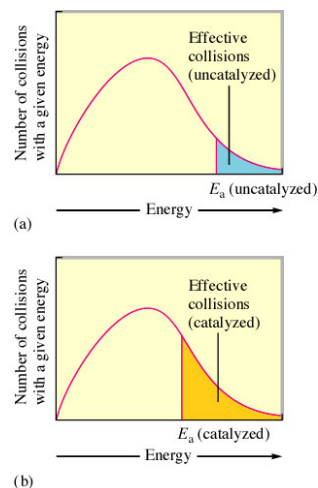 Number of collisions
with a given energy
Effective
collisions
(uncatalyzed)
Ea (uncatalyzed)
Energy
(a)
Number of collisions
with a given energy
Effective
collisions
(catalyzed)
Ea (catalyzed)
Energy
(b)